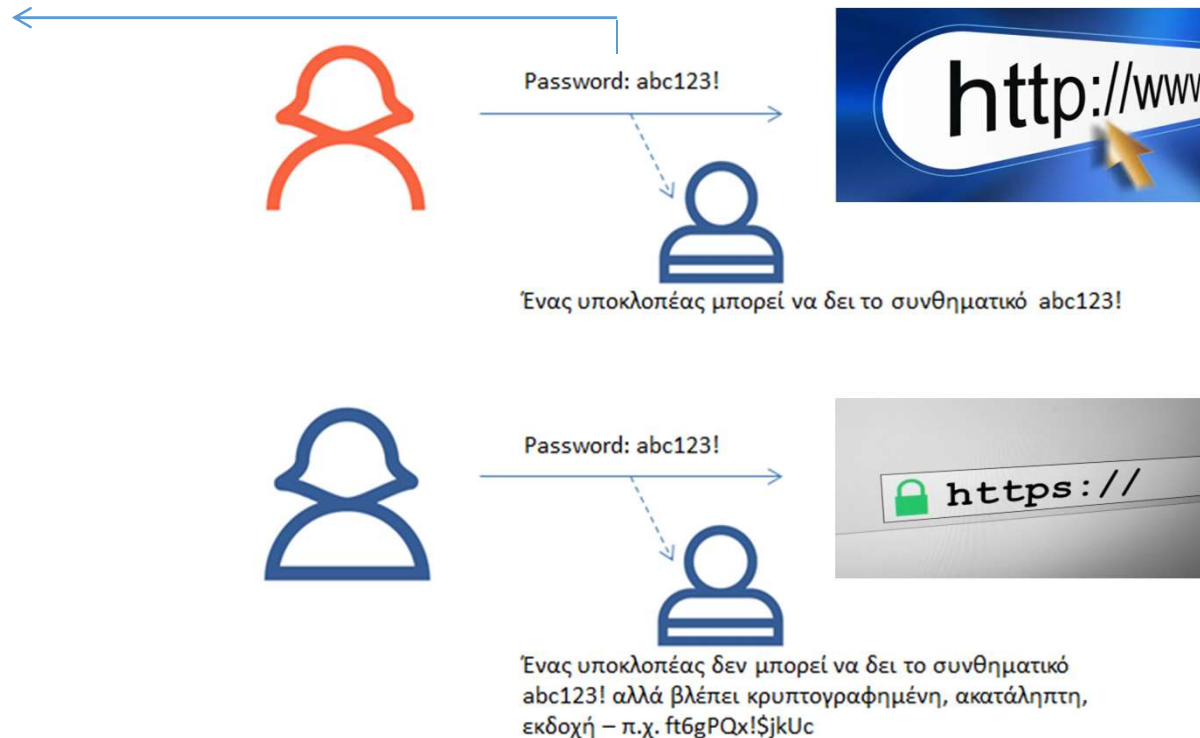 Password: abc123!
http://www
Ένας υποκλοπέας μπορεί να δει το συνθηματικό abc123!
Password: abc123!
https://
Ένας υποκλοπέας δεν μπορεί να δει το συνθηματικό
abc123! αλλά βλέπει κρυπτογραφημένη, ακατάληπτη,
εκδοχή – π.χ. ft6gPQx!$jkUc